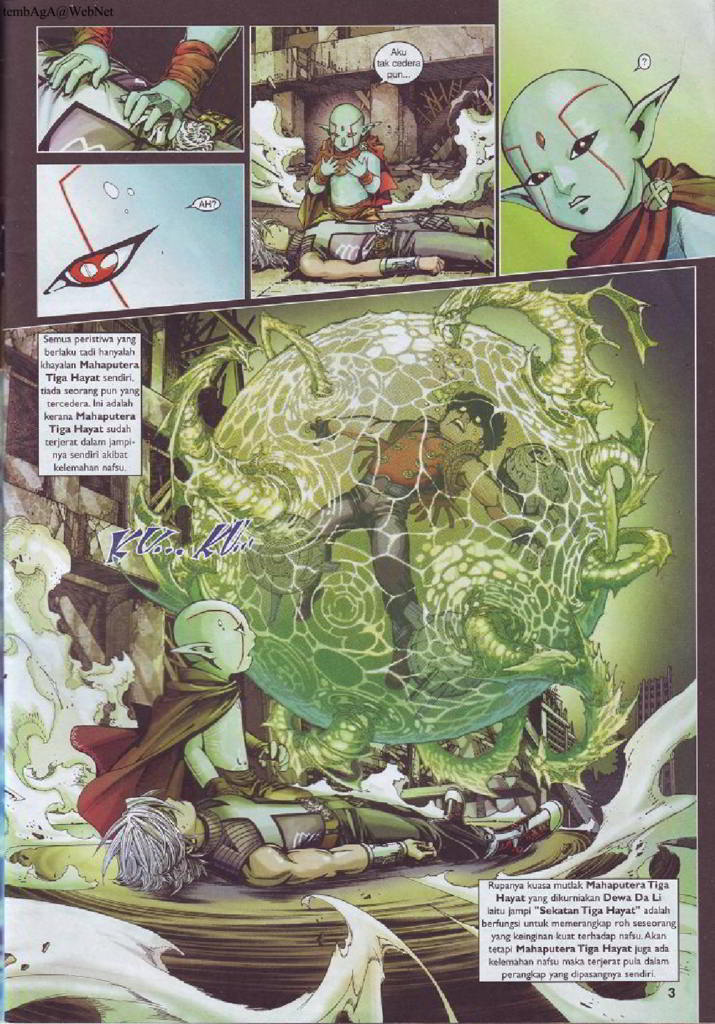 tembAgA@WebNet
Aku
tak cedera
pun...
?
AH?
Semua peristiwa yang
berlaku tadi hanyalah
khayalan Mahaputera
Tiga Hayat sendiri,
tiada seorang pun yang
tercedera. Ini adalah
kerana Mahaputera
Tiga Hayat sudah
terjerat dalam jampi-
nya sendiri akibat
kelemahan nafsu.
Rupanya kuasa mutlak Mahaputera Tiga
Hayat yang dikurniakan Dewa Da Li
iaitu jampi "Sekatan Tiga Hayat" adalah
berfungsi untuk memerangkap roh seseorang
yang keinginan kuat terhadap nafsu. Akan
tetapi Mahaputera Tiga Hayat juga ada
kelemahan nafsu maka terjerat pula dalam
perangkap yang dipasangnya sendiri.
3